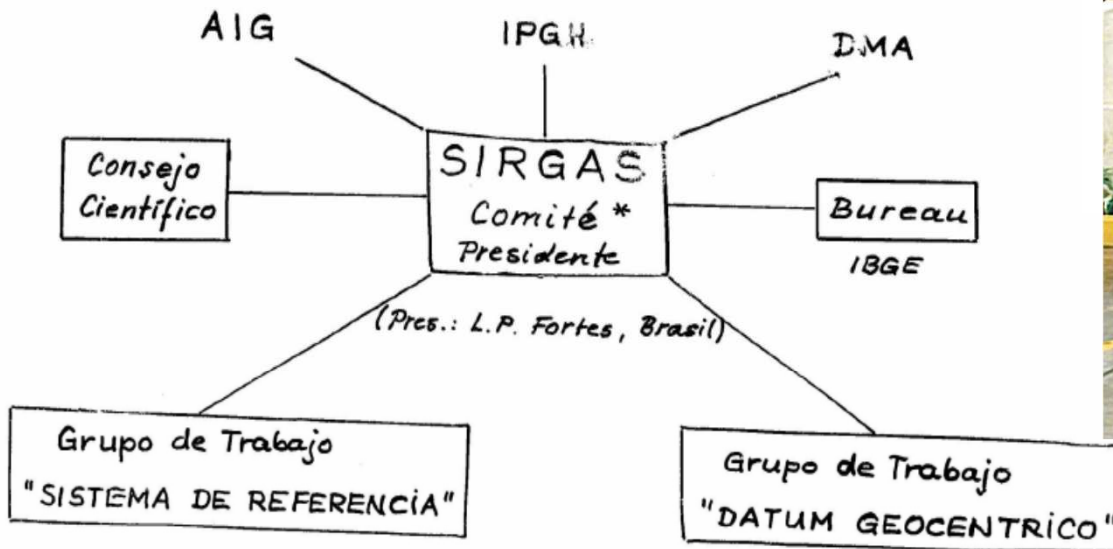 AIG
IPGH
DMA
Consejo
Científico
SIRGAS
Comité *
Presidente
Bureau
IBGE
(Pres.: L.P. Fortes, Brasil)
Grupo de Trabajo
"SISTEMA DE REFERENCiA"
Grupo de Trabajo
"DATUM GEOCENTRICO"